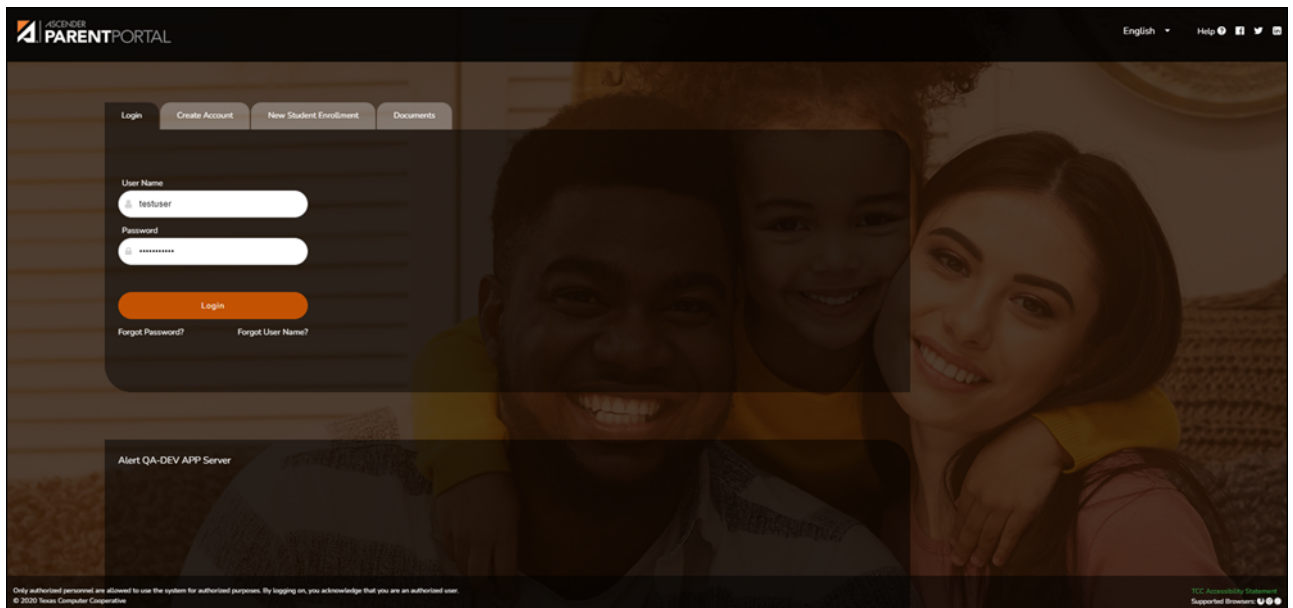 ASCENDER
PARENTPORTAL
English
Help
Login
Create Account
New Student Enrollment
Documents
User Name
testuser
Password
Login
Forgot Password?
Forgot User Name?
Alert QA-DEV APP Server
Only authorized personnel are allowed to use the system for authorized purposes. By logging on, you acknowledge that you are an authorized user.
© 2020 Texas Computer Cooperative
TCC Accessibility Statement
Supported Browsers: